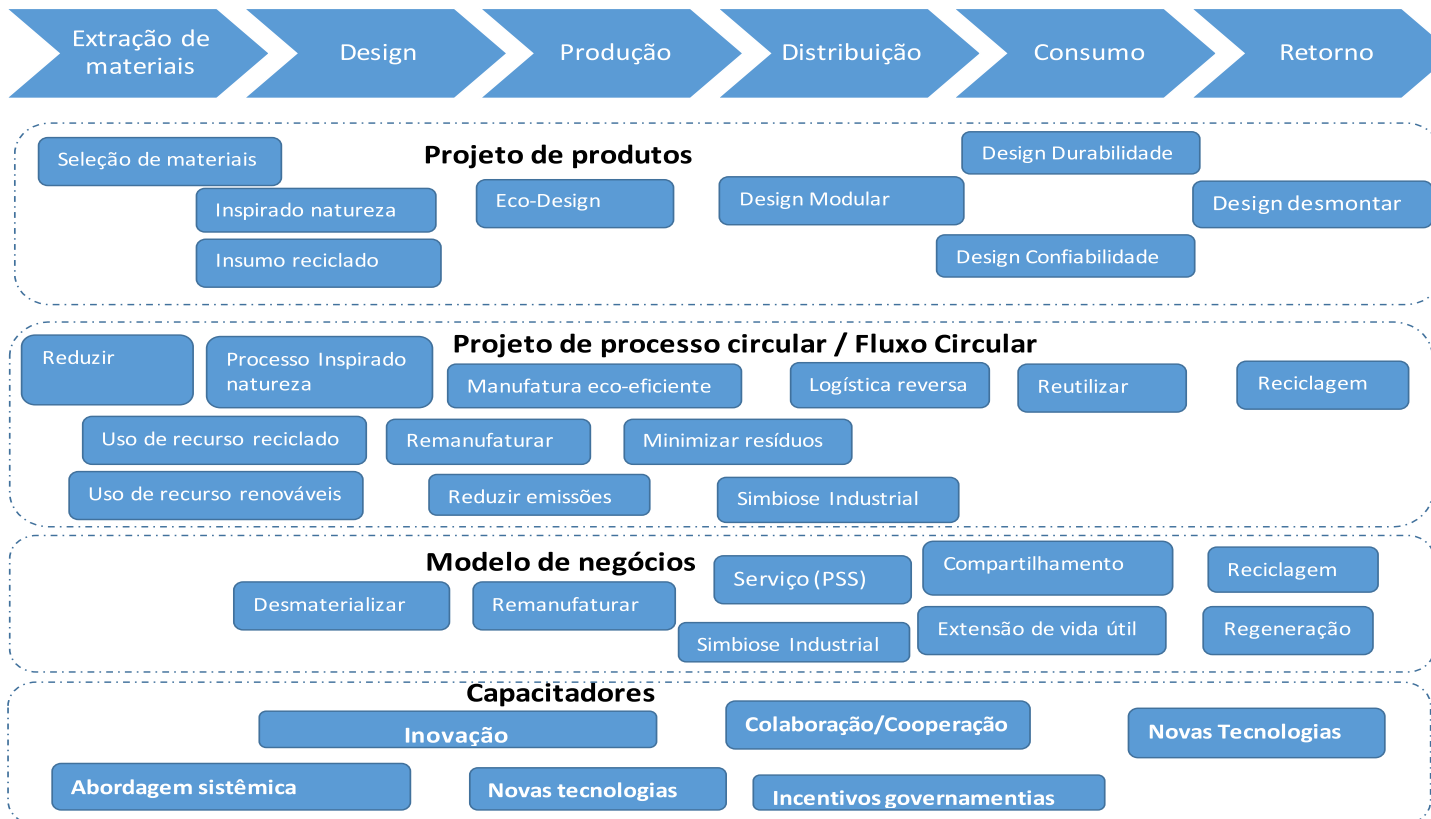 Extração de
materiais
Design
Produção
Distribuição
Consumo
Retorno
Projeto de produtos
Seleção de materiais
Inspirado natureza
Insumo reciclado
Eco-Design
Design Modular
Design Durabilidade
Design Confiabilidade
Design desmontar
Projeto de processo circular / Fluxo Circular
Reduzir
Processo Inspirado
natureza
Manufatura eco-eficiente
Logística reversa
Reutilizar
Reciclagem
Uso de recurso reciclado
Remanufaturar
Minimizar resíduos
Uso de recurso renováveis
Reduzir emissões
Simbiose Industrial
Modelo de negócios
Desmaterializar
Remanufaturar
Serviço (PSS)
Simbiose Industrial
Compartilhamento
Extensão de vida útil
Reciclagem
Regeneração
Capacitadores
Inovação
Colaboração/Cooperação
Novas Tecnologias
Abordagem sistêmica
Novas tecnologias
Incentivos governamentias